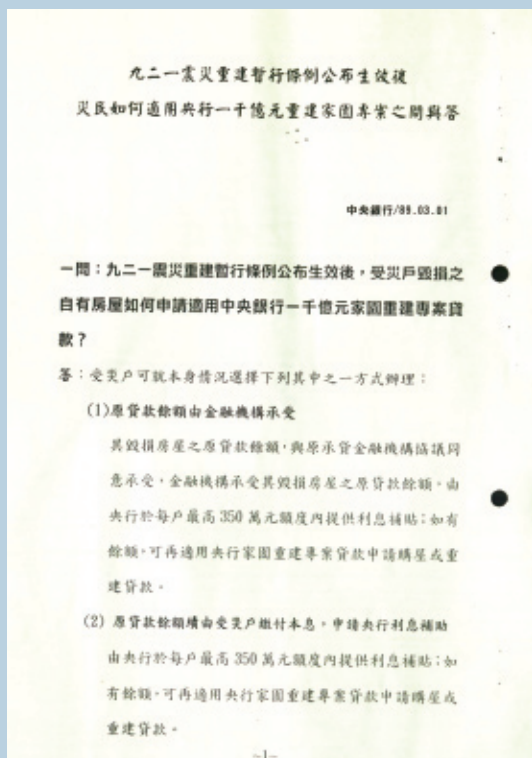 九二一震災重建暫行條例公布生效後
災民如何適用央行一千億元重建家園專案之問與答
中央銀行/89.03.01
一問：九二一震災重建暫行條例公布生效後，受災戶毀損之
自有房屋如何申請適用中央銀行一千億元家園重建專案貸
款？
答：受災戶可就本身情況選擇下列其中之一方式辦理：
(1)原貸款餘額由金融機構承受
其毀損房屋之原貸款餘額，與原承貸金融機構協議同
意承受，金融機構承受其毀損房屋之原貸款餘額，由
央行於每戶最高 350 萬元額度內提供利息補貼；如有
餘額，可再適用央行家園重建專案貸款申請購屋或重
建貸款。
(2) 原貸款餘額續由受災戶繳付本息，申請央行利息補助
由央行於每戶最高 350 萬元額度內提供利息補貼；如
有餘額，可再適用央行家園重建專案貸款申請購屋或
重建貸款。
~1~